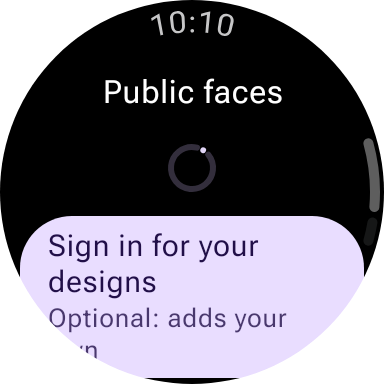 10:10
Public faces
Sign in for your
designs
Optional: adds your